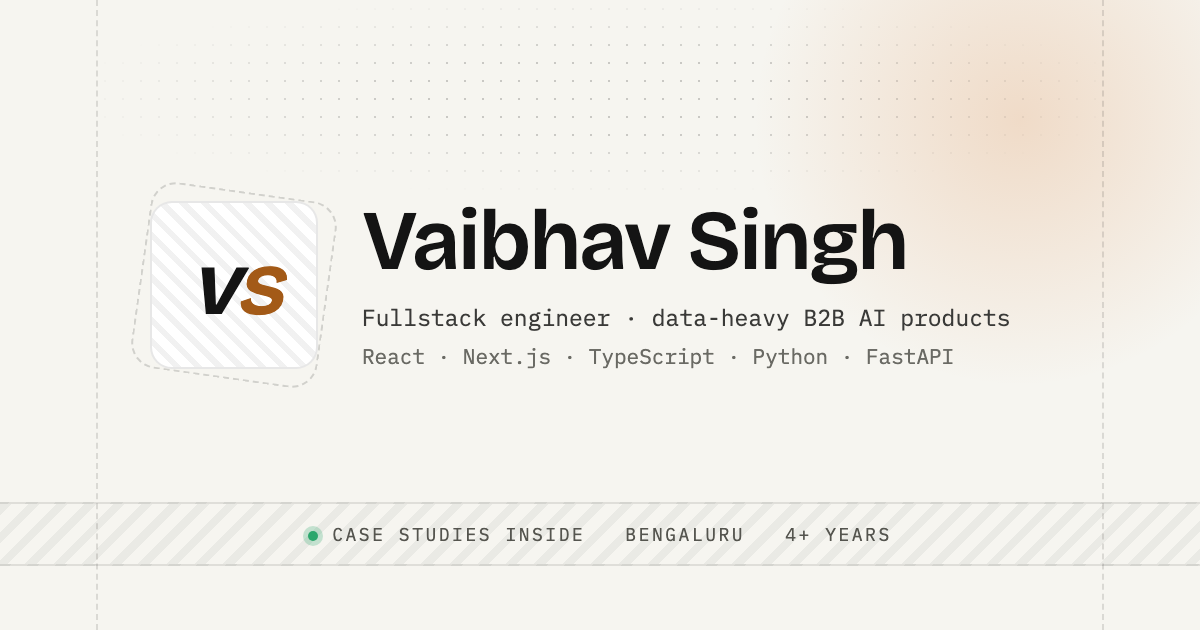 VS
Vaibhav Singh
Fullstack engineer · data-heavy B2B AI products
React · Next.js · TypeScript · Python · FastAPI
CASE STUDIES INSIDE BENGALURU 4+ YEARS